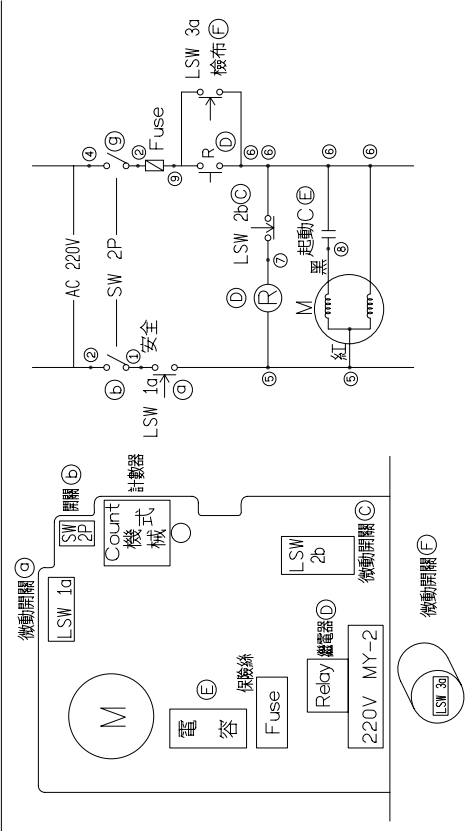 AC 220V
SW 2P
②
④
ⓑ
ⓖ
①
②
安全
LSW 1a
ⓐ
Fuse
⑨
LSW 3a
檢布Ⓕ
R
Ⓓ
⑥
⑤
Ⓓ
R
⑦
LSW 2bⒸ
⑥
⑤
紅
M
黑
⑧
起動CⒺ
⑥
⑥
微動開關ⓐ
LSW 1a
開關ⓑ
SW
2P
計數器
Count
機式
械
M
Ⓔ
電
容
保險絲
Fuse
繼電器Ⓓ
Relay
220V MY-2
LSW
2b
微動開關Ⓒ
微動開關Ⓕ
LSW 3a